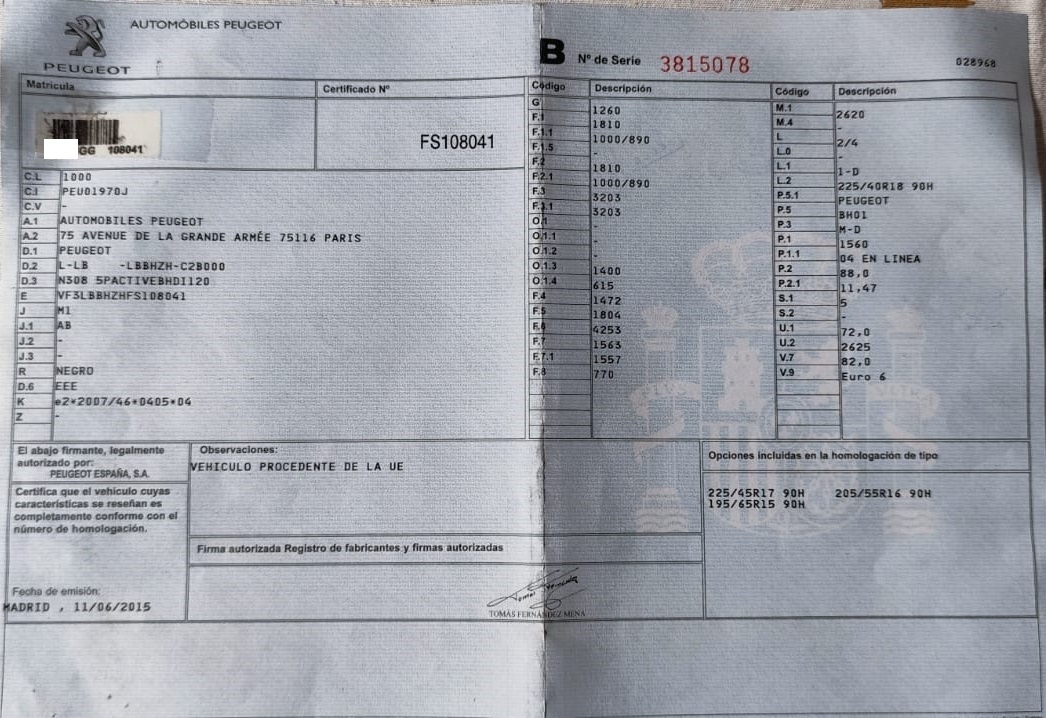 AUTOMÓBILES PEUGEOT
PEUGEOT
B Nº de Serie 3815078
028968
Matricula
Certificado Nº
GG 108041
FS108041
C.L 1000
C.I PEU01970J
C.V -
A.1 AUTOMOBILES PEUGEOT
A.2 75 AVENUE DE LA GRANDE ARMÉE 75116 PARIS
D.1 PEUGEOT
D.2 L-LB -LBBHZH-C2B000
D.3 N308 5PACTIVEBHDI120
E VF3LBBHZHFS108041
J M1
J.1 AB
J.2 -
J.3 -
R NEGRO
D.6 EEE
K e2*2007/46*0405*04
Z -
Código Descripción
G 1260
F.1 1810
F.1.1 1000/890
F.1.5 -
F.2 1810
F.2.1 1000/890
F.3 3203
F.3.1 3203
O.1 -
O.1.1 -
O.1.2 -
O.1.3 1400
O.1.4 615
F.4 1472
F.5 1804
F.6 4253
F.7 1563
F.7.1 1557
F.8 770
Código Descripción
M.1 2620
M.4 -
L 2/4
L.0 -
L.1 1-D
L.2 225/40R18 90H
P.5.1 PEUGEOT
P.5 BH01
P.3 M-D
P.1 1560
P.1.1 04 EN LINEA
P.2 88,0
P.2.1 11,47
S.1 5
S.2 -
U.1 72,0
U.2 2625
V.7 82,0
V.9 Euro 6
El abajo firmante, legalmente
autorizado por:
PEUGEOT ESPAÑA, S.A.
Certifica que el vehículo cuyas
características se reseñan es
completamente conforme con el
número de homologación.
Fecha de emisión:
MADRID , 11/06/2015
Observaciones:
VEHICULO PROCEDENTE DE LA UE
Firma autorizada Registro de fabricantes y firmas autorizadas
TOMÁS FERNÁNDEZ MENA
Opciones incluidas en la homologación de tipo
225/45R17 90H 205/55R16 90H
195/65R15 90H